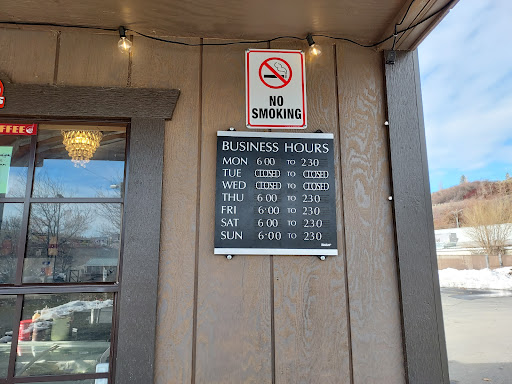 NO
SMOKING
BUSINESS HOURS
MON 6:00 TO 2:30
TUE CLOSED TO CLOSED
WED CLOSED TO CLOSED
THU 6:00 TO 2:30
FRI 6:00 TO 2:30
SAT 6:00 TO 2:30
SUN 6:00 TO 2:30